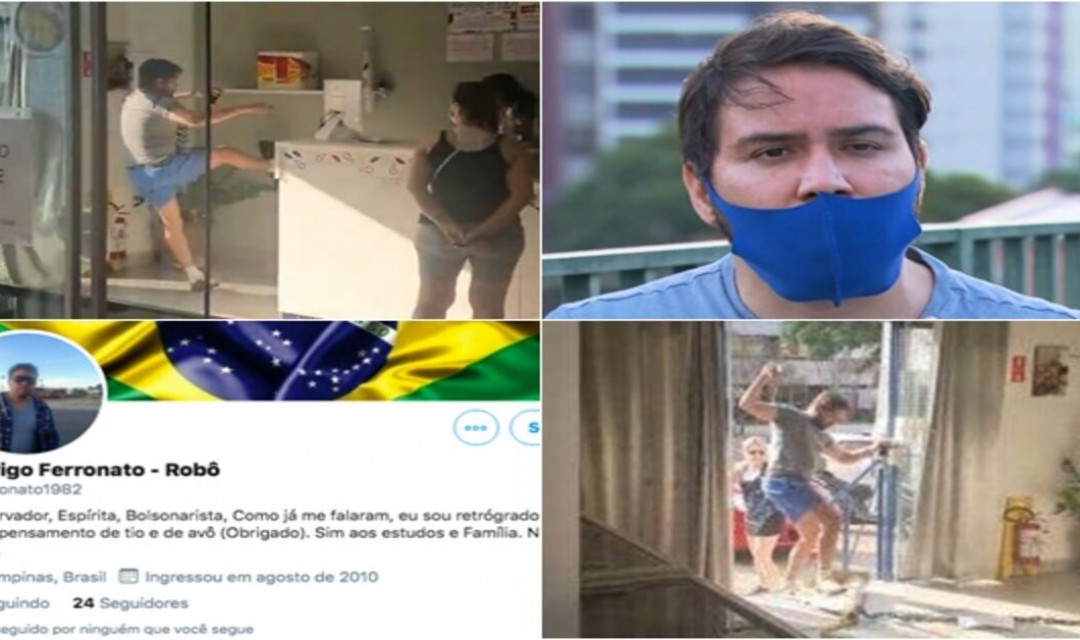 igo Ferronato - Robô
onato1982
rvador, Espírita, Bolsonarista, Como já me falaram, eu sou retrógrado
pensamento de tio e de avô (Obrigado). Sim aos estudos e Família. N
mpinas, Brasil Ingressou em agosto de 2010
guindo 24 Seguidores
eguido por ninguém que você segue